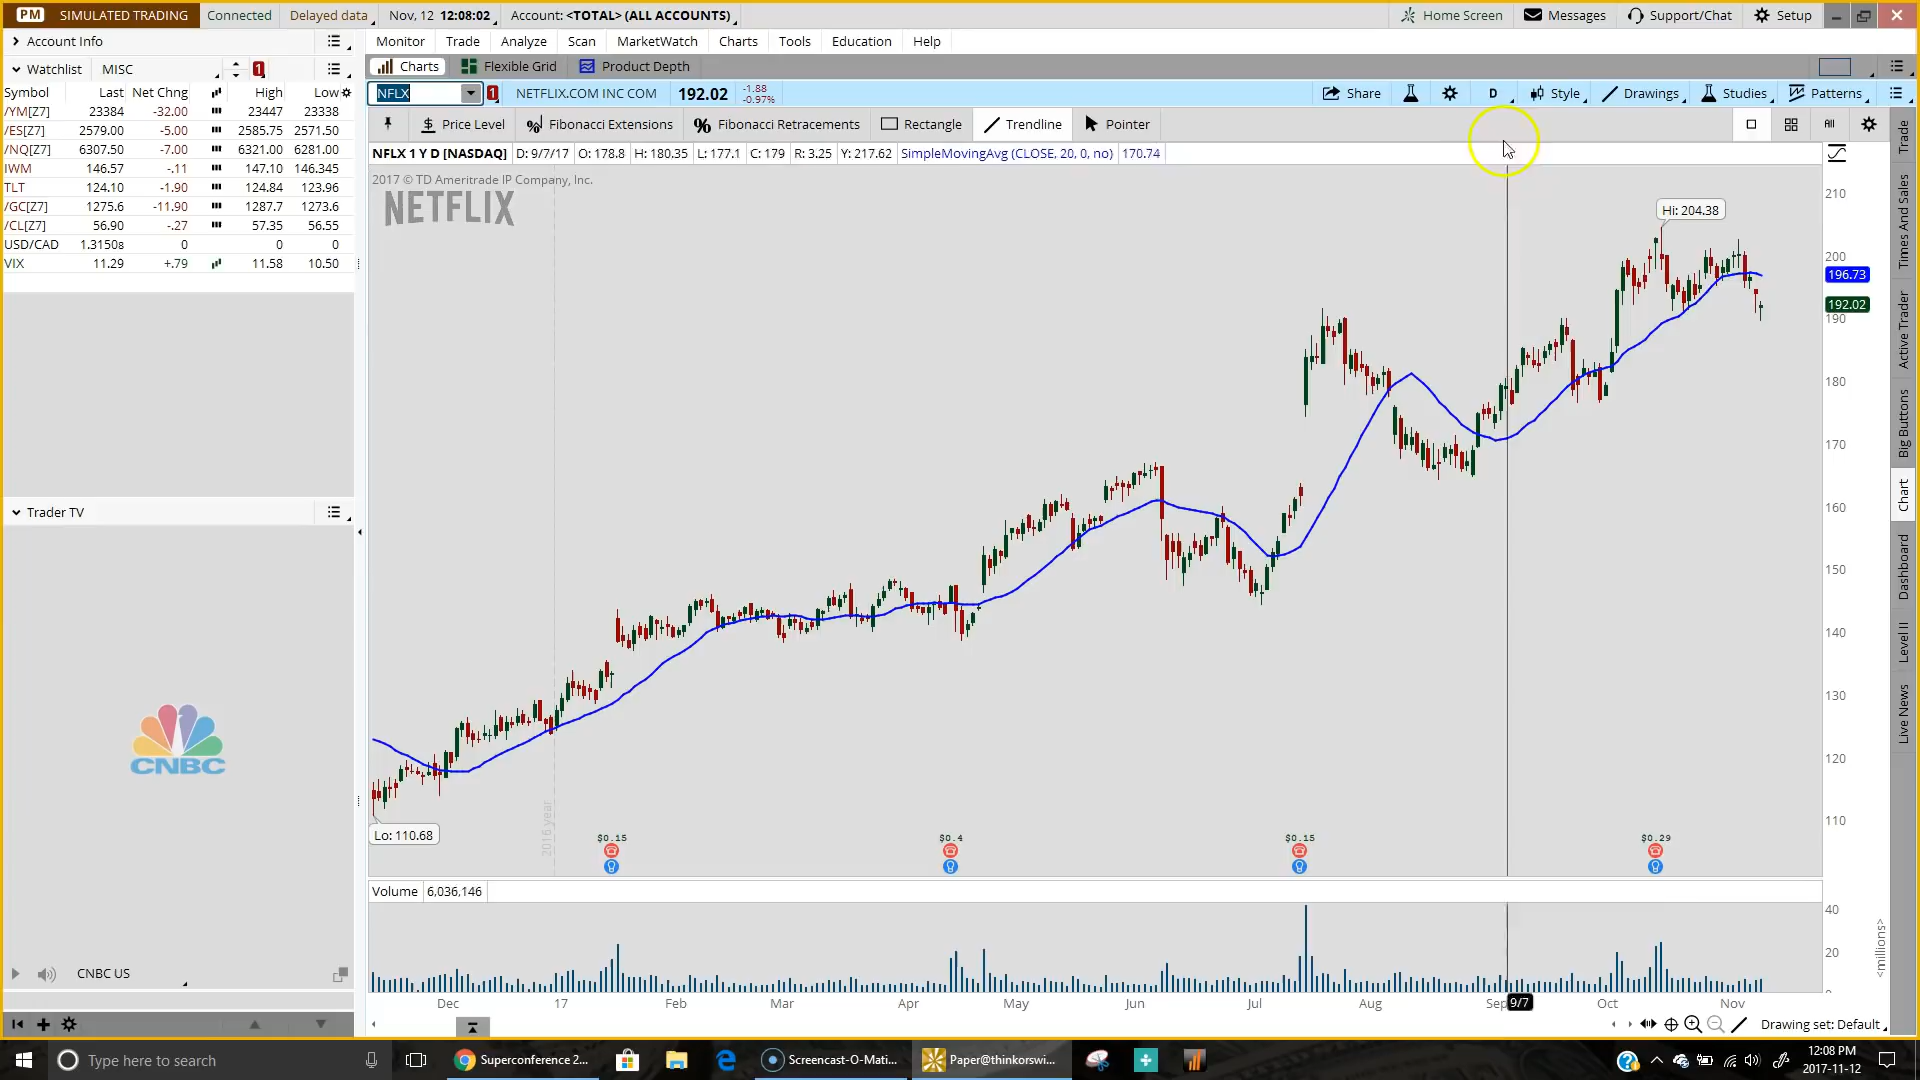 PM SIMULATED TRADING Connected Delayed data Nov, 12 12:08:02 Account: <TOTAL> (ALL ACCOUNTS) Home Screen Messages Support/Chat Setup
Account Info
Monitor Trade Analyze Scan MarketWatch Charts Tools Education Help
Watchlist MISC 1
Charts Flexible Grid Product Depth
Symbol Last Net Chng High Low
NFLX 1 NETFLIX.COM INC COM 192.02 -1.88 -0.97% Share D Style Drawings Studies Patterns
/YM[Z7] 23384 -32.00 23447 23338
/ES[Z7] 2579.00 -5.00 2585.75 2571.50
/NQ[Z7] 6307.50 -7.00 6321.00 6281.00
IWM 146.57 -.11 147.10 146.345
TLT 124.10 -1.90 124.84 123.96
/GC[Z7] 1275.6 -11.90 1287.7 1273.6
/CL[Z7] 56.90 -.27 57.35 56.55
USD/CAD 1.31508 0 0 0
VIX 11.29 +.79 11.58 10.50
Price Level Fibonacci Extensions Fibonacci Retracements Rectangle Trendline Pointer All
NFLX 1 Y D [NASDAQ] D: 9/7/17 O: 178.8 H: 180.35 L: 177.1 C: 179 R: 3.25 Y: 217.62 SimpleMovingAvg (CLOSE, 20, 0, no) 170.74
2017 © TD Ameritrade IP Company, Inc.
NETFLIX
Hi: 204.38
210
200
196.73
192.02
190
180
170
160
150
140
130
120
110
Lo: 110.68
2016 year
$0.15 $0.4 $0.15 $0.29
Volume 6,036,146
40
20
0
<millions>
Dec 17 Feb Mar Apr May Jun Jul Aug Sep 9/7 Oct Nov
Drawing set: Default
Trader TV
CNBC
CNBC US
Trade
Times And Sales
Active Trader
Big Buttons
Chart
Dashboard
Level II
Live News
Type here to search
Superconference 2...
Screencast-O-Mati...
Paper@thinkorswi...
12:08 PM
2017-11-12